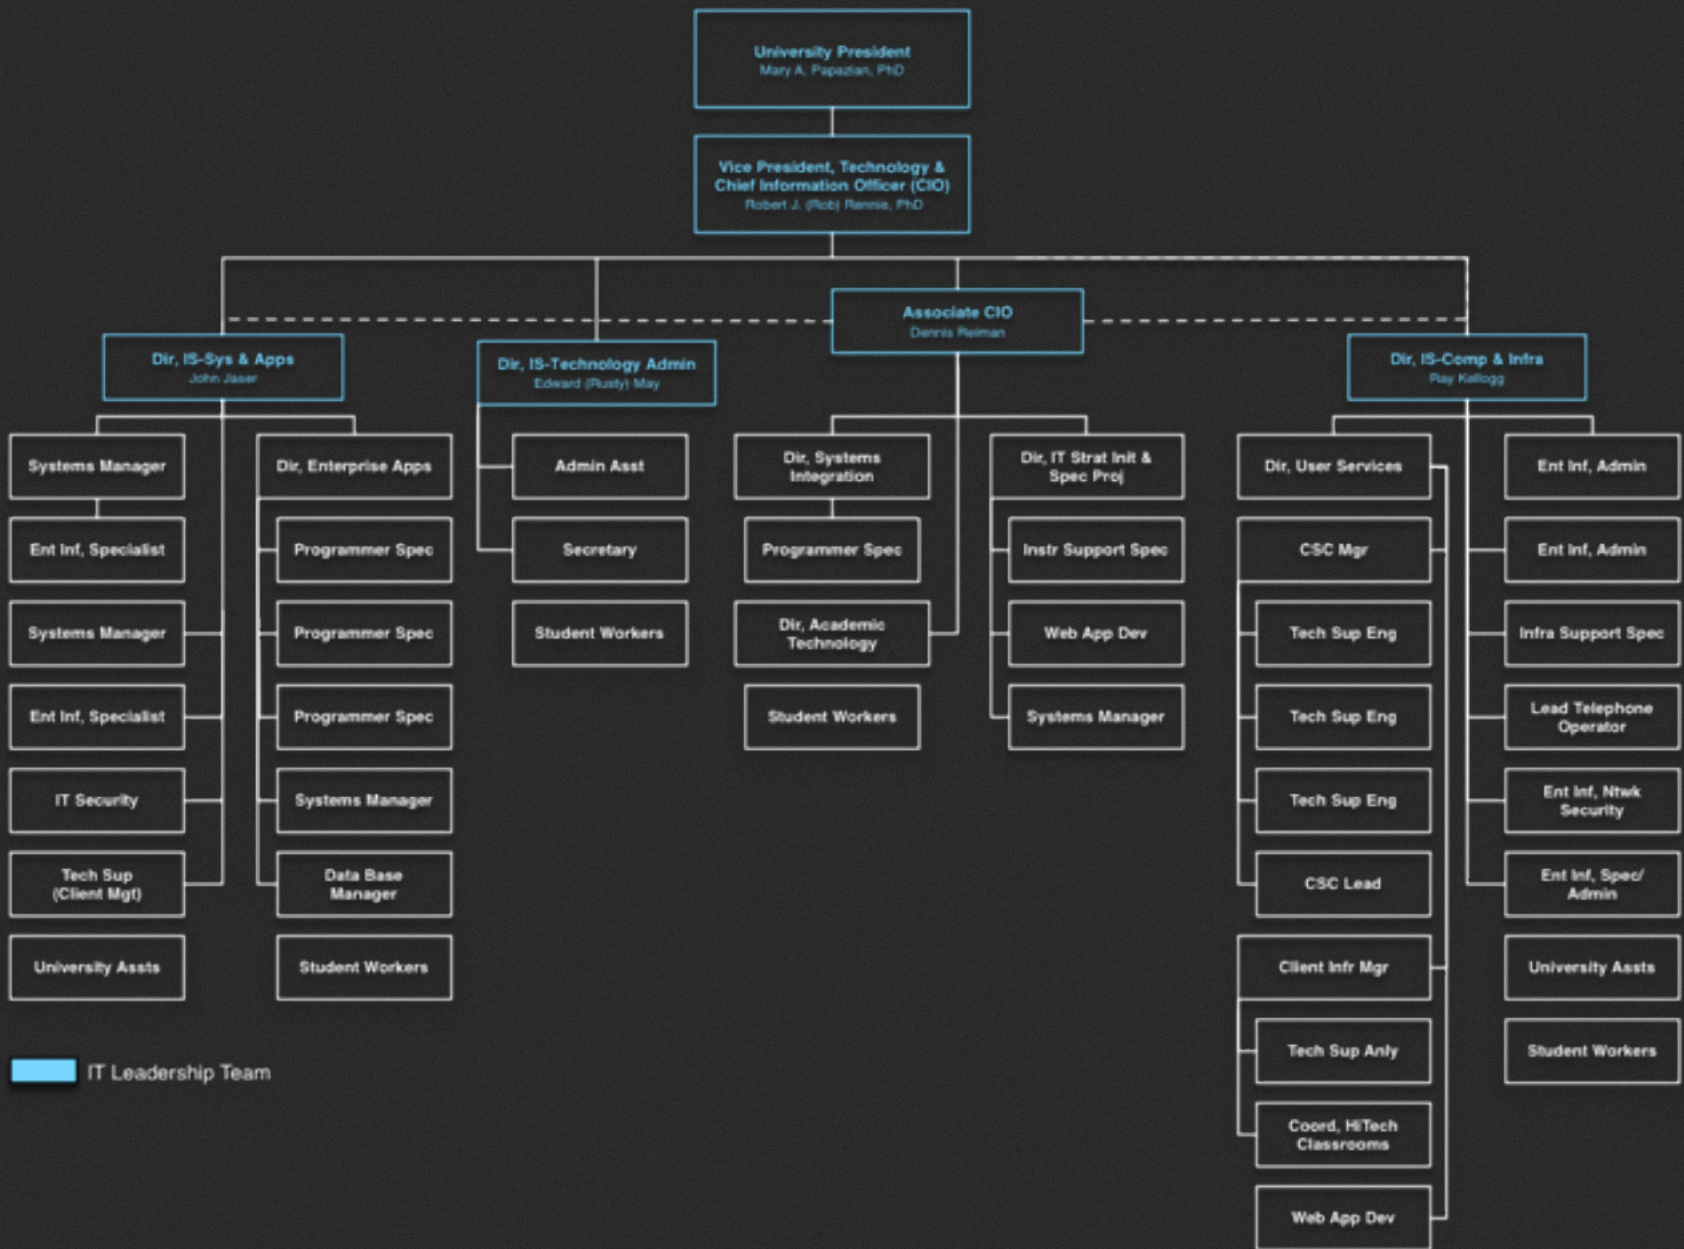 University President
Mary A. Papazian, PhD
Vice President, Technology &
Chief Information Officer (CIO)
Robert J. (Rob) Rennie, PhD
Associate CIO
Dennis Reiman
Dir, IS-Sys & Apps
John Jaser
Dir, IS-Technology Admin
Edward (Rusty) May
Dir, IS-Comp & Infra
Ray Kellogg
Systems Manager
Ent Inf, Specialist
Systems Manager
Ent Inf, Specialist
IT Security
Tech Sup
(Client Mgt)
University Assts
Dir, Enterprise Apps
Programmer Spec
Programmer Spec
Programmer Spec
Systems Manager
Data Base
Manager
Student Workers
Admin Asst
Secretary
Student Workers
Dir, Systems
Integration
Programmer Spec
Dir, Academic
Technology
Student Workers
Dir, IT Strat Init &
Spec Proj
Instr Support Spec
Web App Dev
Systems Manager
Dir, User Services
CSC Mgr
Tech Sup Eng
Tech Sup Eng
Tech Sup Eng
CSC Lead
Client Infr Mgr
Tech Sup Anly
Coord, HiTech
Classrooms
Web App Dev
Ent Inf, Admin
Ent Inf, Admin
Infra Support Spec
Lead Telephone
Operator
Ent Inf, Ntwk
Security
Ent Inf, Spec/
Admin
University Assts
Student Workers
IT Leadership Team